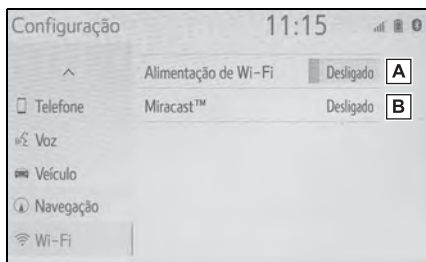 Configuração 11:15
Alimentação de Wi-Fi Desligado A
Telefone Miracast™ Desligado B
Voz
Veículo
Navegação
Wi-Fi